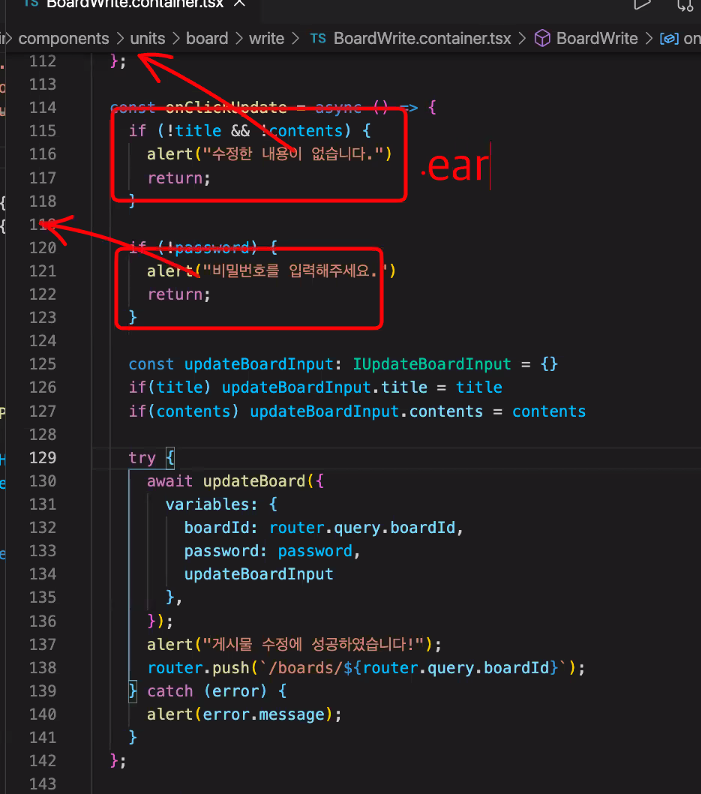 TS BoardWrite.container.tsx ×
components > units > board > write > TS BoardWrite.container.tsx > BoardWrite > on
112 };
113
114 const onClickUpdate = async () => {
115 if (!title && !contents) {
116 alert("수정한 내용이 없습니다.")
117 return;
118 }
.ear
119
120 if (!password) {
121 alert("비밀번호를 입력해주세요.")
122 return;
123 }
124
125 const updateBoardInput: IUpdateBoardInput = {}
126 if(title) updateBoardInput.title = title
127 if(contents) updateBoardInput.contents = contents
128
129 try {
130 await updateBoard({
131 variables: {
132 boardId: router.query.boardId,
133 password: password,
134 updateBoardInput
135 },
136 });
137 alert("게시물 수정에 성공하였습니다!");
138 router.push(`/boards/${router.query.boardId}`);
139 } catch (error) {
140 alert(error.message);
141 }
142 };
143